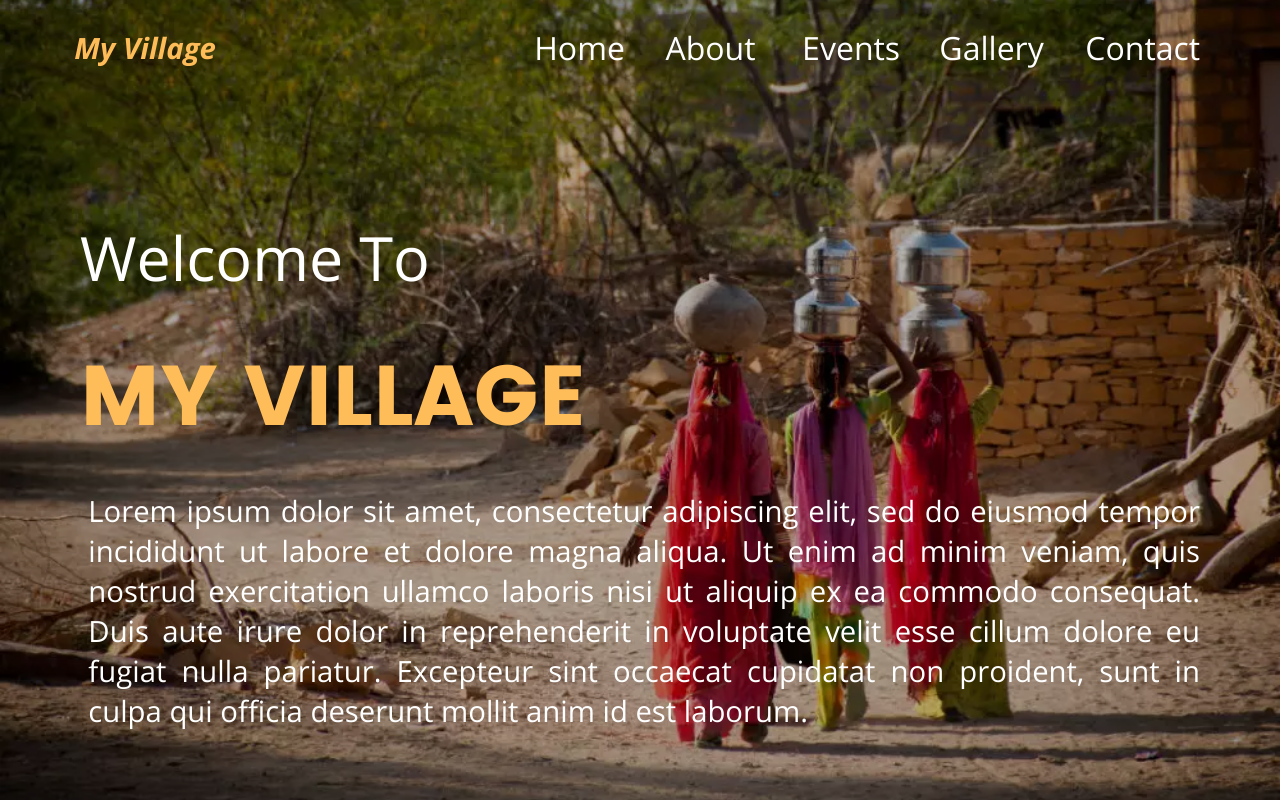 My Village
Home About Events Gallery Contact
Welcome To
MY VILLAGE
Lorem ipsum dolor sit amet, consectetur adipiscing elit, sed do eiusmod tempor
incididunt ut labore et dolore magna aliqua. Ut enim ad minim veniam, quis
nostrud exercitation ullamco laboris nisi ut aliquip ex ea commodo consequat.
Duis aute irure dolor in reprehenderit in voluptate velit esse cillum dolore eu
fugiat nulla pariatur. Excepteur sint occaecat cupidatat non proident, sunt in
culpa qui officia deserunt mollit anim id est laborum.